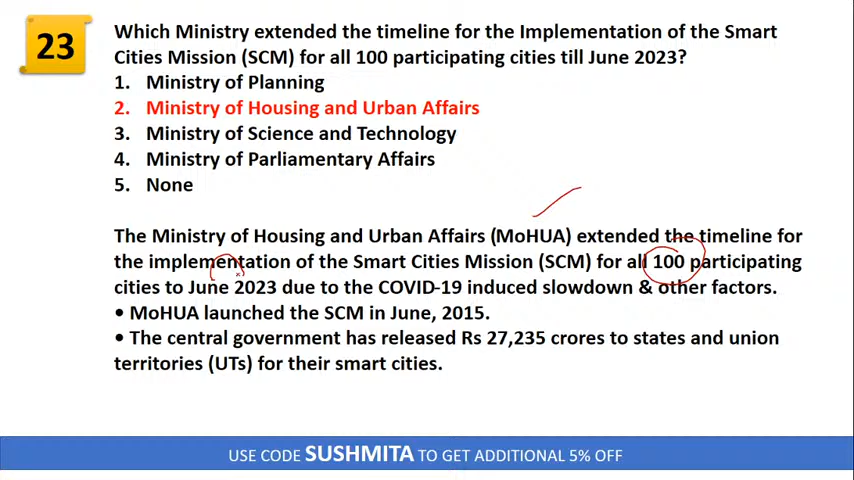 23
Which Ministry extended the timeline for the Implementation of the Smart
Cities Mission (SCM) for all 100 participating cities till June 2023?
1. Ministry of Planning
2. Ministry of Housing and Urban Affairs
3. Ministry of Science and Technology
4. Ministry of Parliamentary Affairs
5. None
The Ministry of Housing and Urban Affairs (MoHUA) extended the timeline for
the implementation of the Smart Cities Mission (SCM) for all 100 participating
cities to June 2023 due to the COVID-19 induced slowdown & other factors.
• MoHUA launched the SCM in June, 2015.
• The central government has released Rs 27,235 crores to states and union
territories (UTs) for their smart cities.
USE CODE SUSHMITA TO GET ADDITIONAL 5% OFF